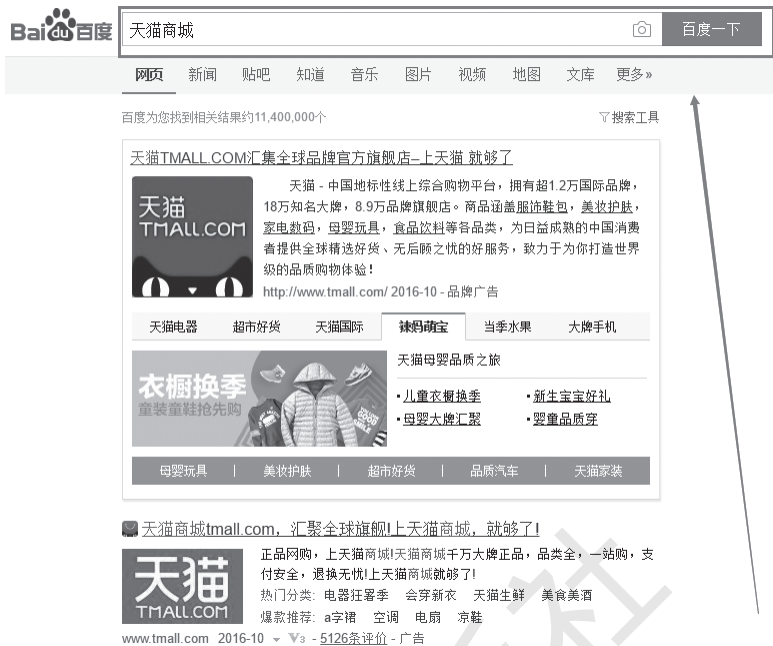 Bai du 百度
天猫商城 百度一下
网页 新闻 贴吧 知道 音乐 图片 视频 地图 文库 更多»
百度为您找到相关结果约11,400,000个 搜索工具
天猫TMALL.COM汇集全球品牌官方旗舰店–上天猫 就够了
天猫
TMALL.COM
天猫 - 中国地标性线上综合购物平台，拥有超1.2万国际品牌，
18万知名大牌，8.9万品牌旗舰店。商品涵盖服饰鞋包，美妆护肤，
家电数码，母婴玩具，食品饮料等各品类，为日益成熟的中国消费
者提供全球精选好货、无后顾之忧的好服务，致力于为你打造世界
级的品质购物体验！
http://www.tmall.com/ 2016-10 - 品牌广告
天猫电器 超市好货 天猫国际 辣妈萌宝 当季水果 大牌手机
衣橱换季
童装童鞋抢先购
天猫母婴品质之旅
儿童衣橱换季 新生宝宝好礼
母婴大牌汇聚 婴童品质穿
母婴玩具 | 美妆护肤 | 超市好货 | 品质汽车 | 天猫家装
天猫商城tmall.com，汇聚全球旗舰!上天猫商城，就够了!
天猫
TMALL.COM
正品网购，上天猫商城!天猫商城千万大牌正品，品类全，一站购，支
付安全，退换无忧!上天猫商城就够了!
热门分类: 电器狂署季 会穿新衣 天猫生鲜 美食美酒
爆款推荐: a字裙 空调 电扇 凉鞋
www.tmall.com 2016-10 V3 - 5126条评价 - 广告
社